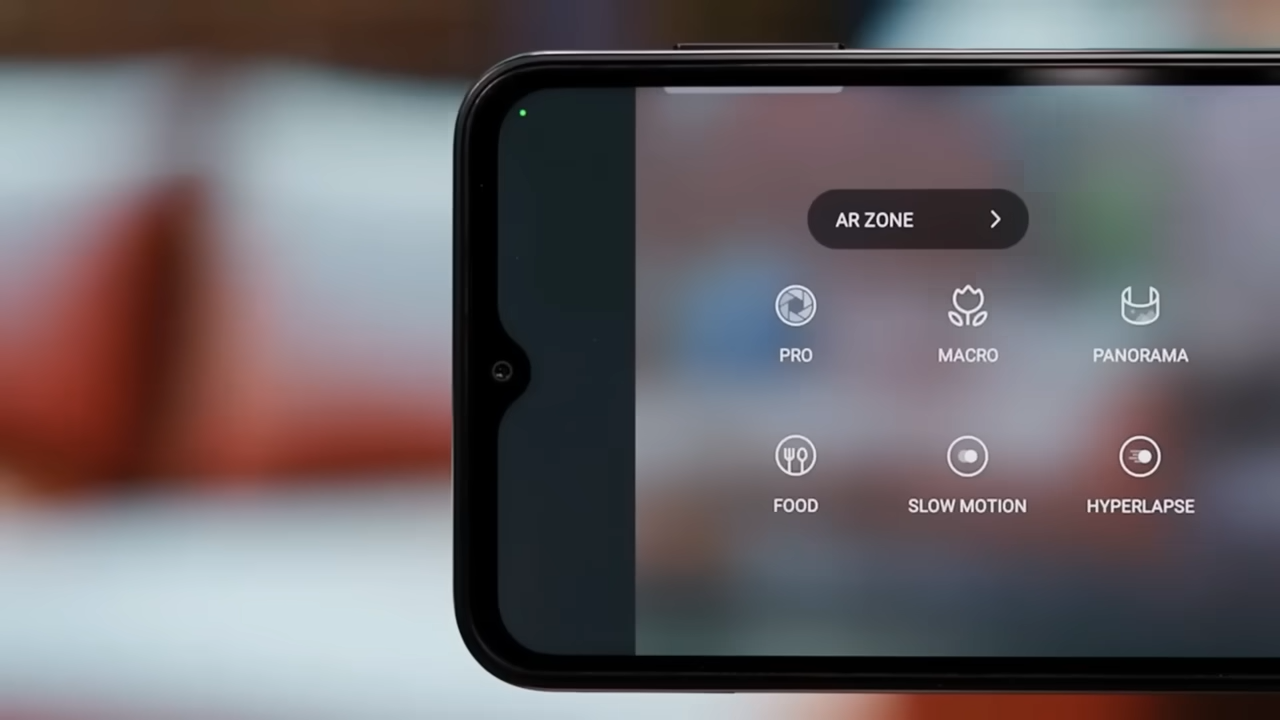 AR ZONE
PRO
MACRO
PANORAMA
FOOD
SLOW MOTION
HYPERLAPSE